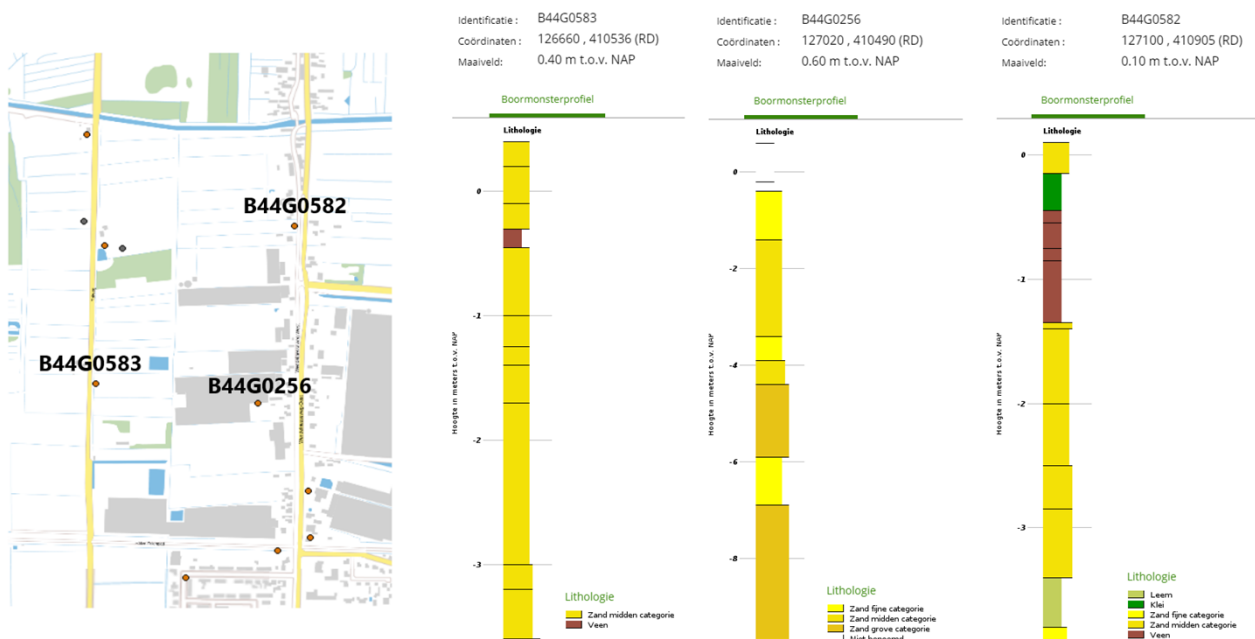 B44G0582
B44G0583
B44G0256
Identificatie : B44G0583
Coördinaten : 126660 , 410536 (RD)
Maaiveld: 0.40 m t.o.v. NAP
Boormonsterprofiel
Lithologie
0
-1
-2
-3
Hoogte in meters t.o.v. NAP
Lithologie
Zand midden categorie
Veen
Identificatie : B44G0256
Coördinaten : 127020 , 410490 (RD)
Maaiveld: 0.60 m t.o.v. NAP
Boormonsterprofiel
Lithologie
0
-2
-4
-6
-8
Hoogte in meters t.o.v. NAP
Lithologie
Zand fijne categorie
Zand midden categorie
Zand grove categorie
Niet benoemd
Identificatie : B44G0582
Coördinaten : 127100 , 410905 (RD)
Maaiveld: 0.10 m t.o.v. NAP
Boormonsterprofiel
Lithologie
0
-1
-2
-3
Hoogte in meters t.o.v. NAP
Lithologie
Leem
Klei
Zand fijne categorie
Zand midden categorie
Veen